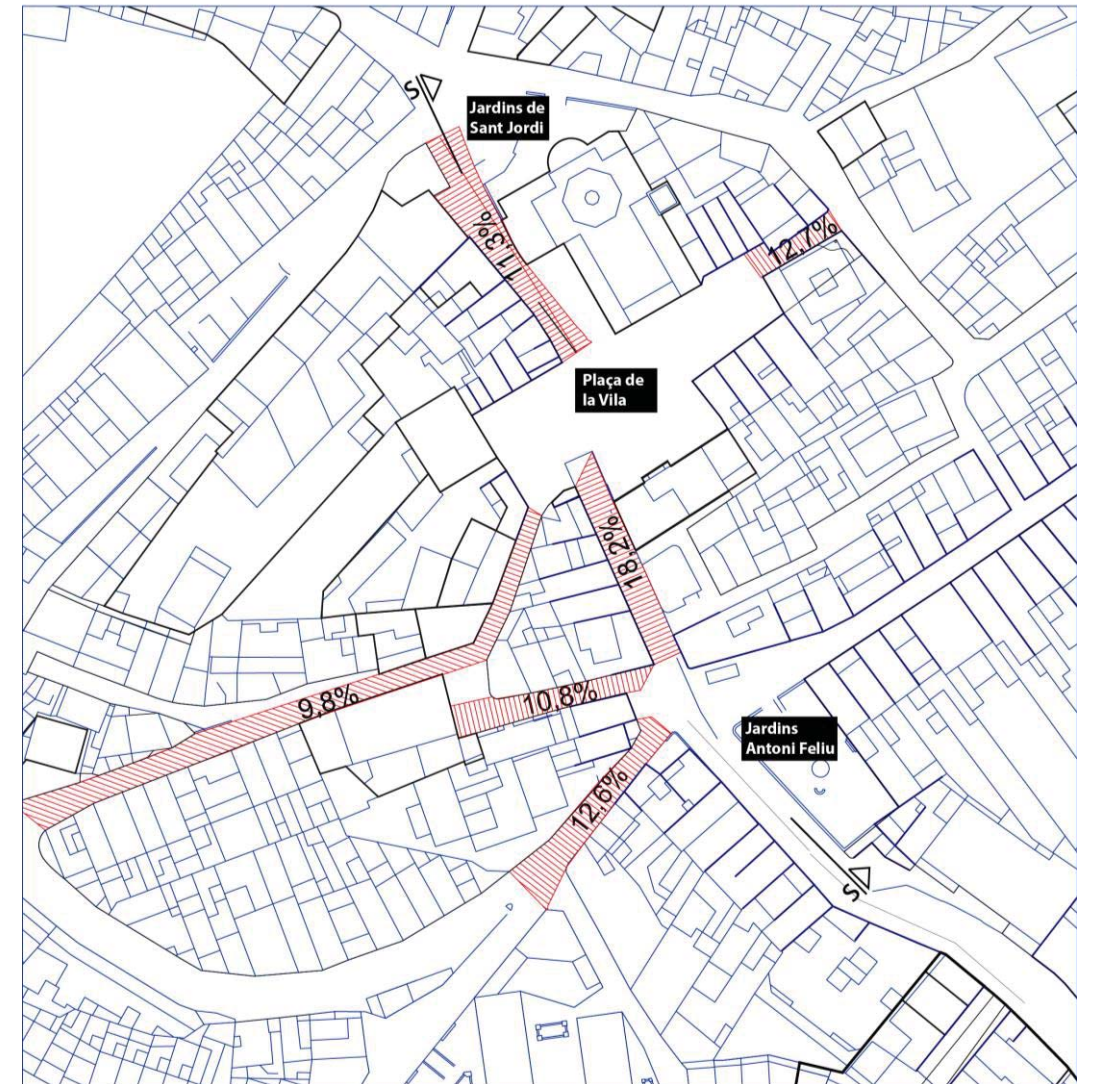 S
Jardins de
Sant Jordi
11,3%
12,7%
Plaça de
la Vila
18,2%
9,8%
10,8%
Jardins
Antoni Feliu
12,6%
S